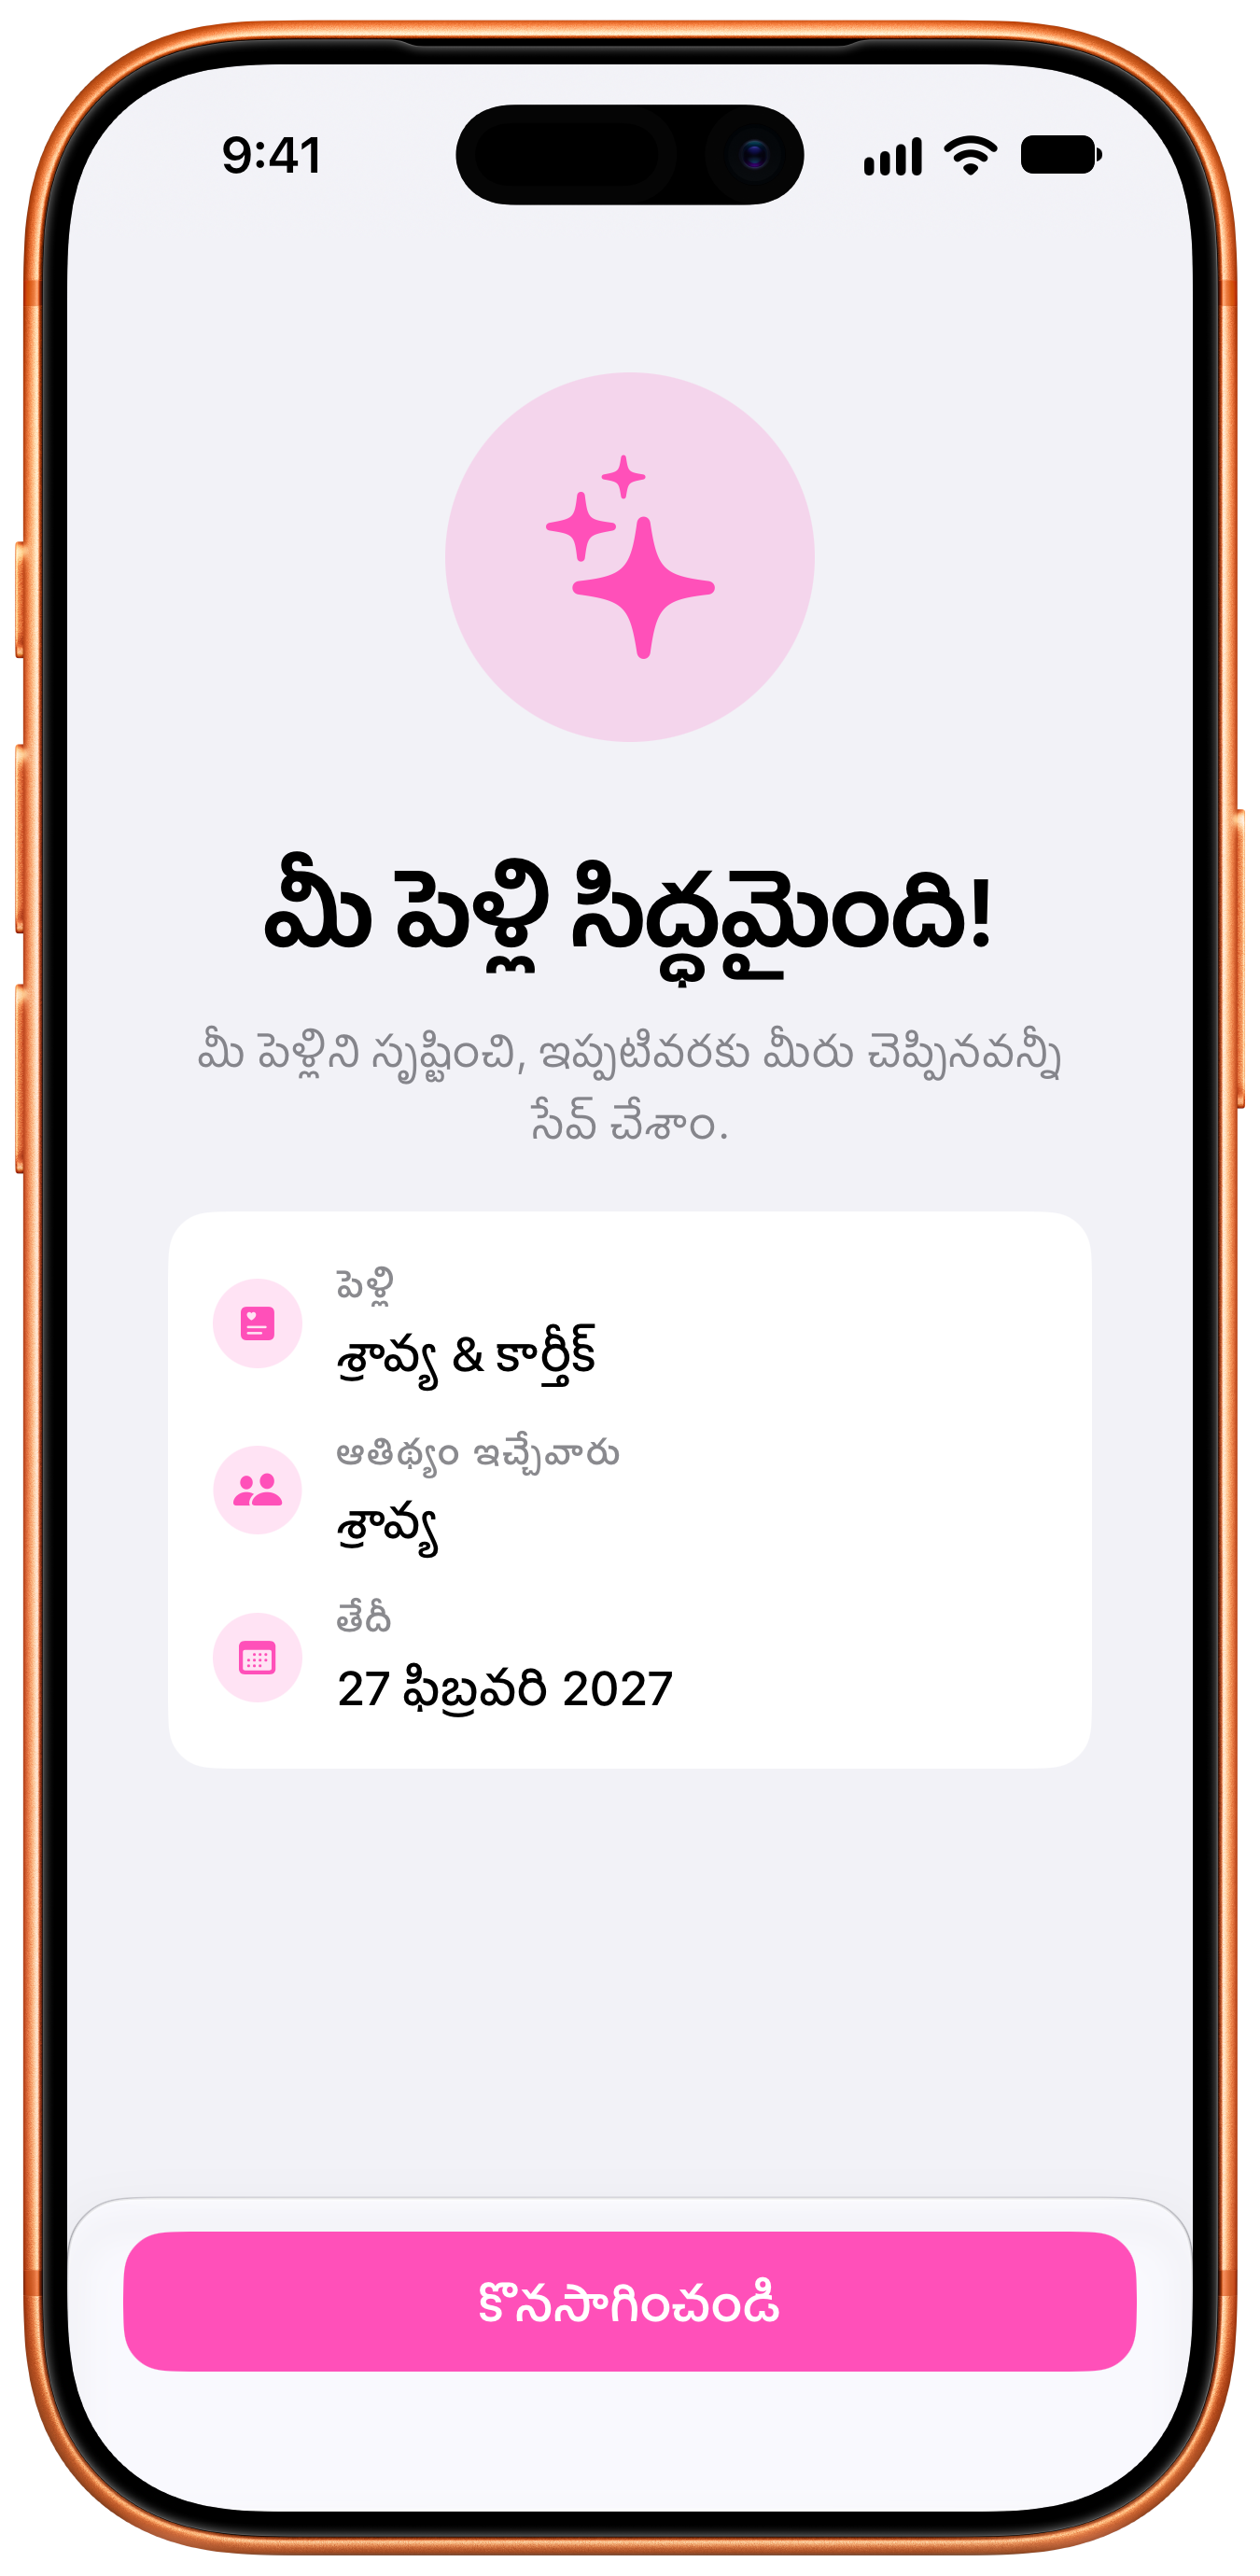 9:41
మీ పెళ్లి సిద్ధమైంది!
మీ పెళ్లిని సృష్టించి, ఇప్పటివరకు మీరు చెప్పినవన్నీ
సేవ్ చేశాం.
పెళ్లి
శ్రావ్య & కార్తీక్
ఆతిథ్యం ఇచ్చేవారు
శ్రావ్య
తేదీ
27 ఫిబ్రవరి 2027
కొనసాగించండి